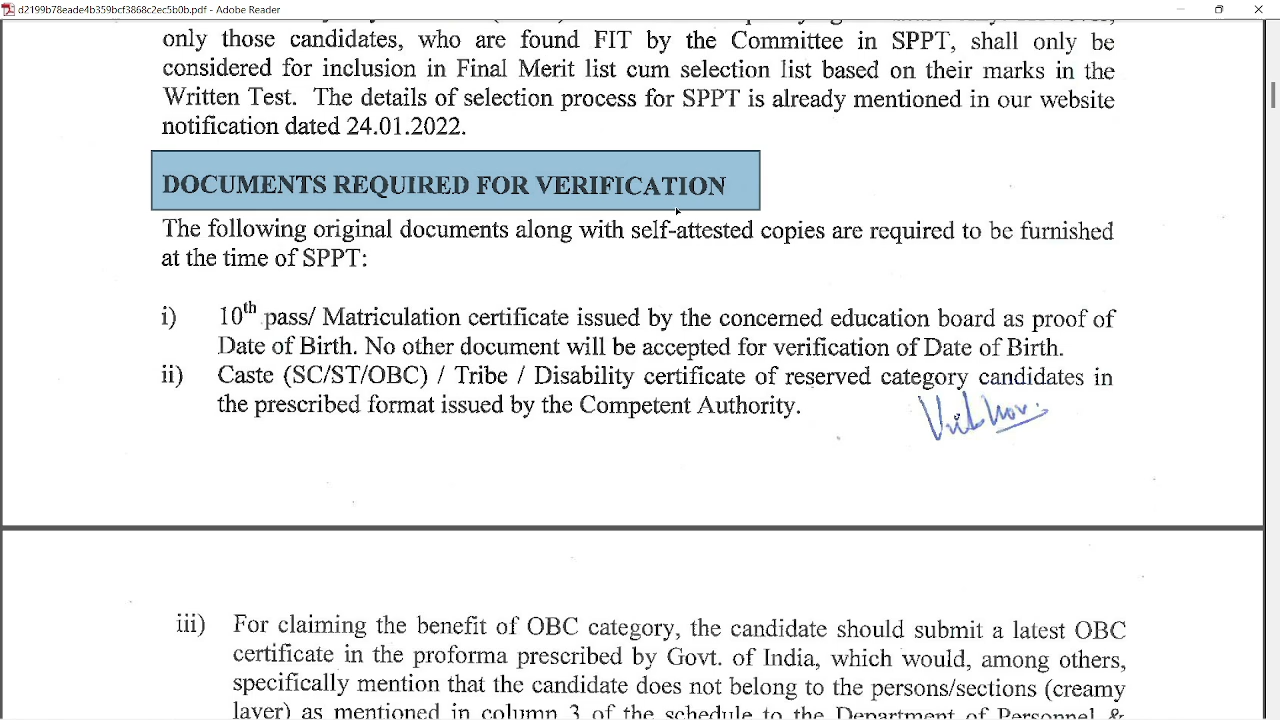 d2199b78eade4b359bcf3868c2ec5b0b.pdf - Adobe Reader
only those candidates, who are found FIT by the Committee in SPPT, shall only be
considered for inclusion in Final Merit list cum selection list based on their marks in the
Written Test. The details of selection process for SPPT is already mentioned in our website
notification dated 24.01.2022.
DOCUMENTS REQUIRED FOR VERIFICATION
The following original documents along with self-attested copies are required to be furnished
at the time of SPPT:
i) 10th pass/ Matriculation certificate issued by the concerned education board as proof of
Date of Birth. No other document will be accepted for verification of Date of Birth.
ii) Caste (SC/ST/OBC) / Tribe / Disability certificate of reserved category candidates in
the prescribed format issued by the Competent Authority.
iii) For claiming the benefit of OBC category, the candidate should submit a latest OBC
certificate in the proforma prescribed by Govt. of India, which would, among others,
specifically mention that the candidate does not belong to the persons/sections (creamy
layer) as mentioned in column 3 of the schedule to the Department of Personnel &